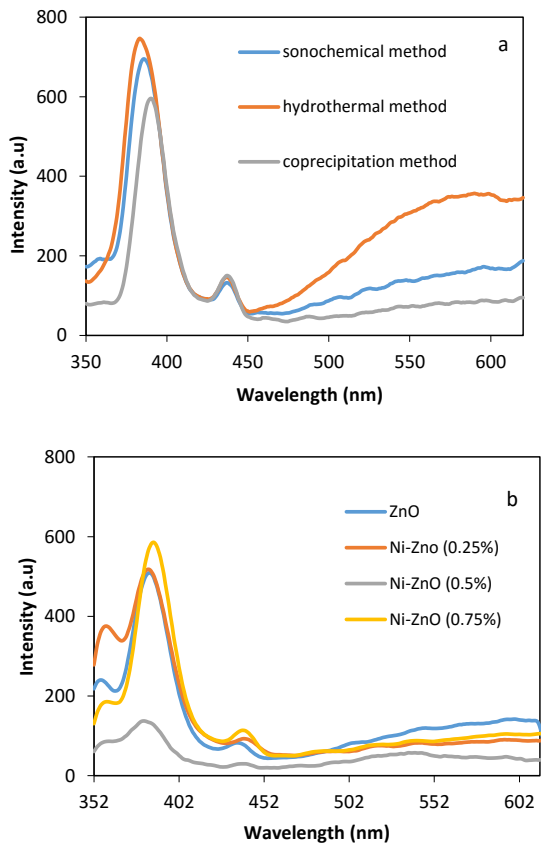 800
a
sonochemical method
600
hydrothermal method
400
coprecipitation method
200
0
350 400 450 500 550 600
Intensity (a.u)
Wavelength (nm)
800
b
ZnO
600
Ni-Zno (0.25%)
Ni-ZnO (0.5%)
400
Ni-ZnO (0.75%)
200
0
352 402 452 502 552 602
Intensity (a.u)
Wavelength (nm)